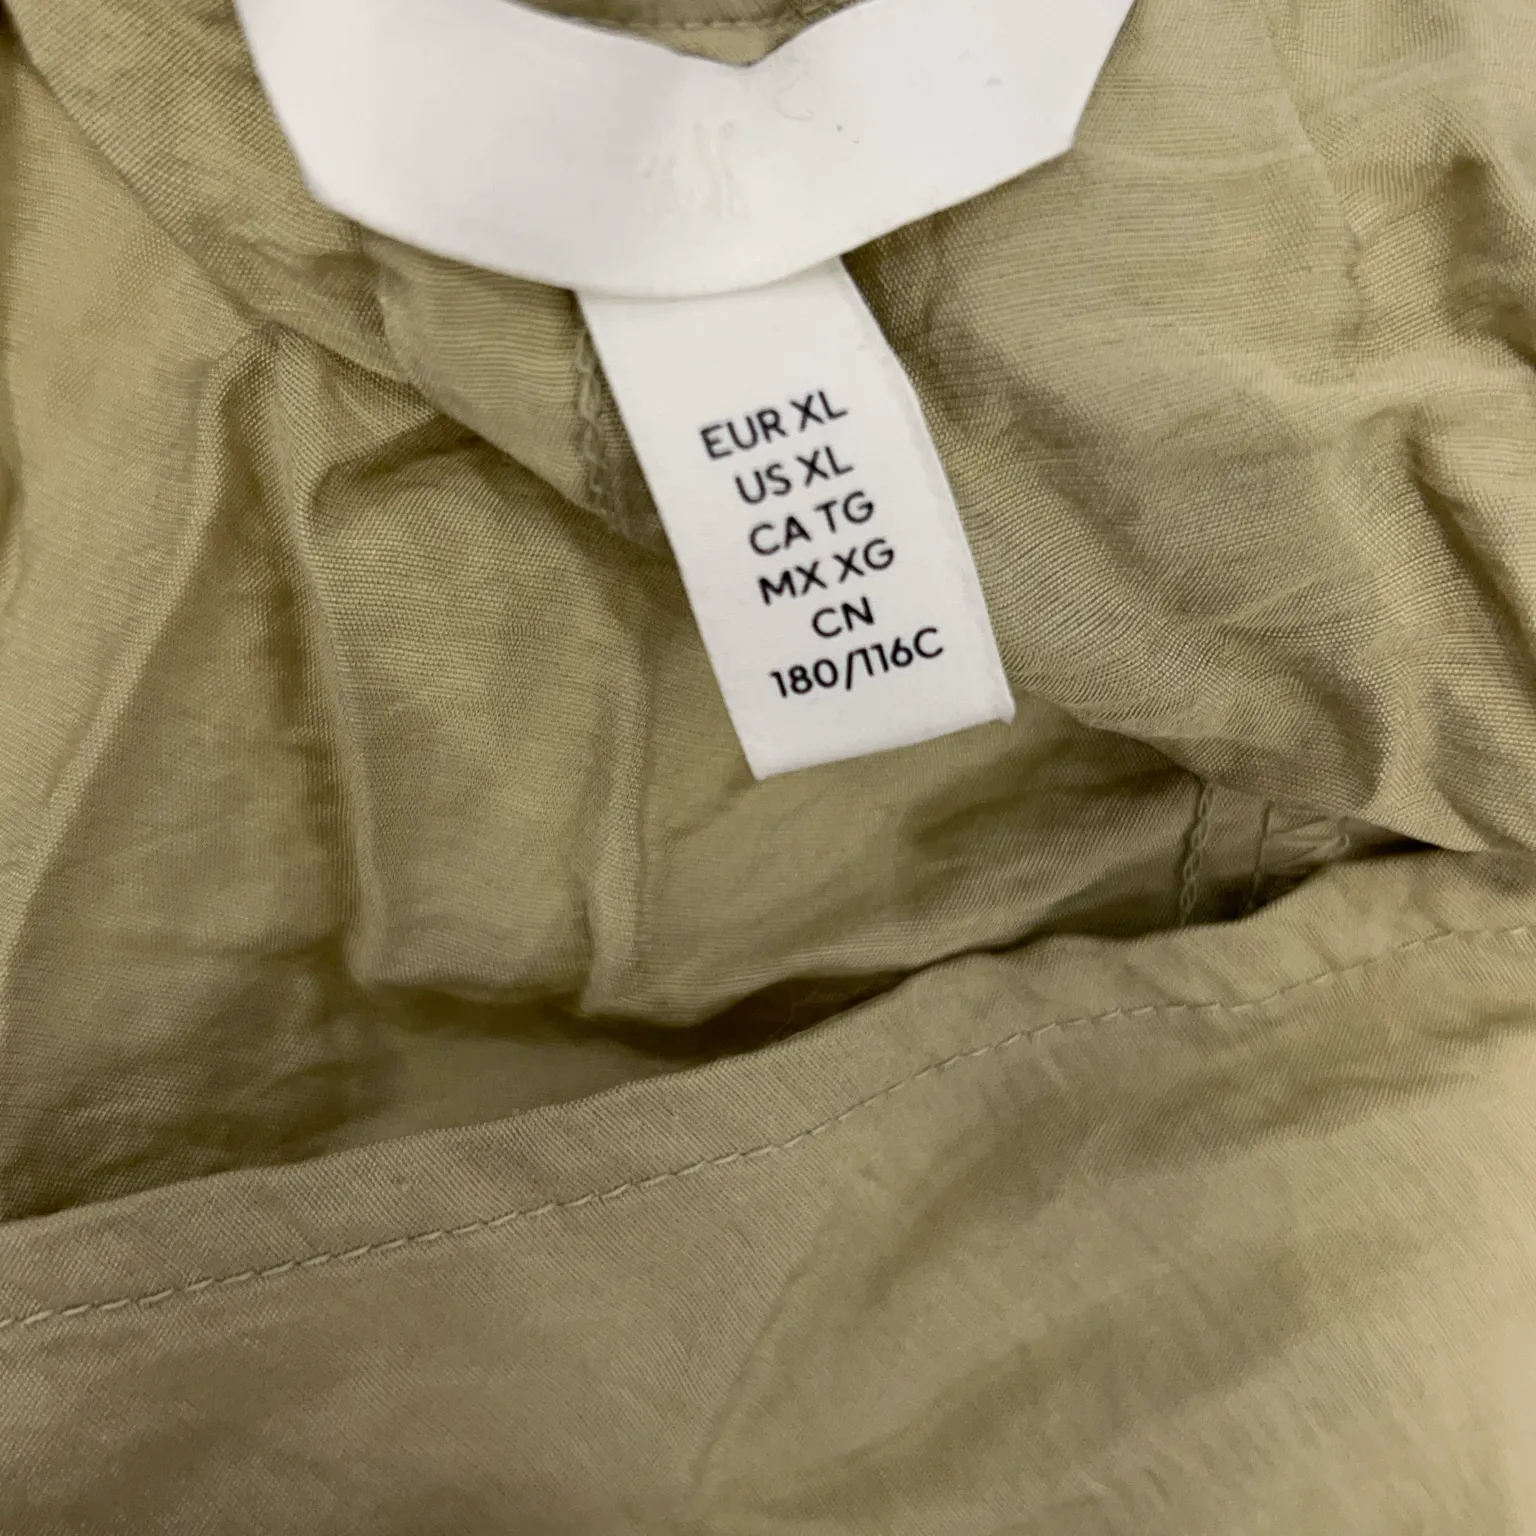 EUR XL
US XL
CA TG
MX XG
CN
180/116C